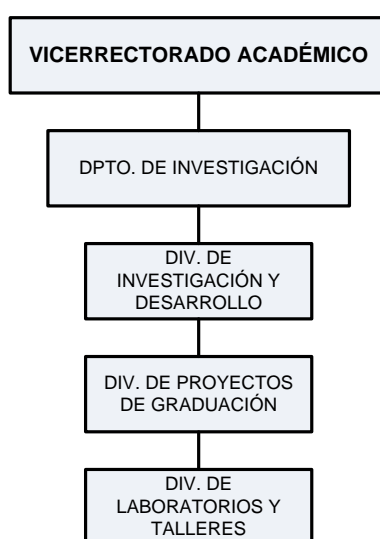 VICERRECTORADO ACADÉMICO
DPTO. DE INVESTIGACIÓN
DIV. DE
INVESTIGACIÓN Y
DESARROLLO
DIV. DE PROYECTOS
DE GRADUACIÓN
DIV. DE
LABORATORIOS Y
TALLERES